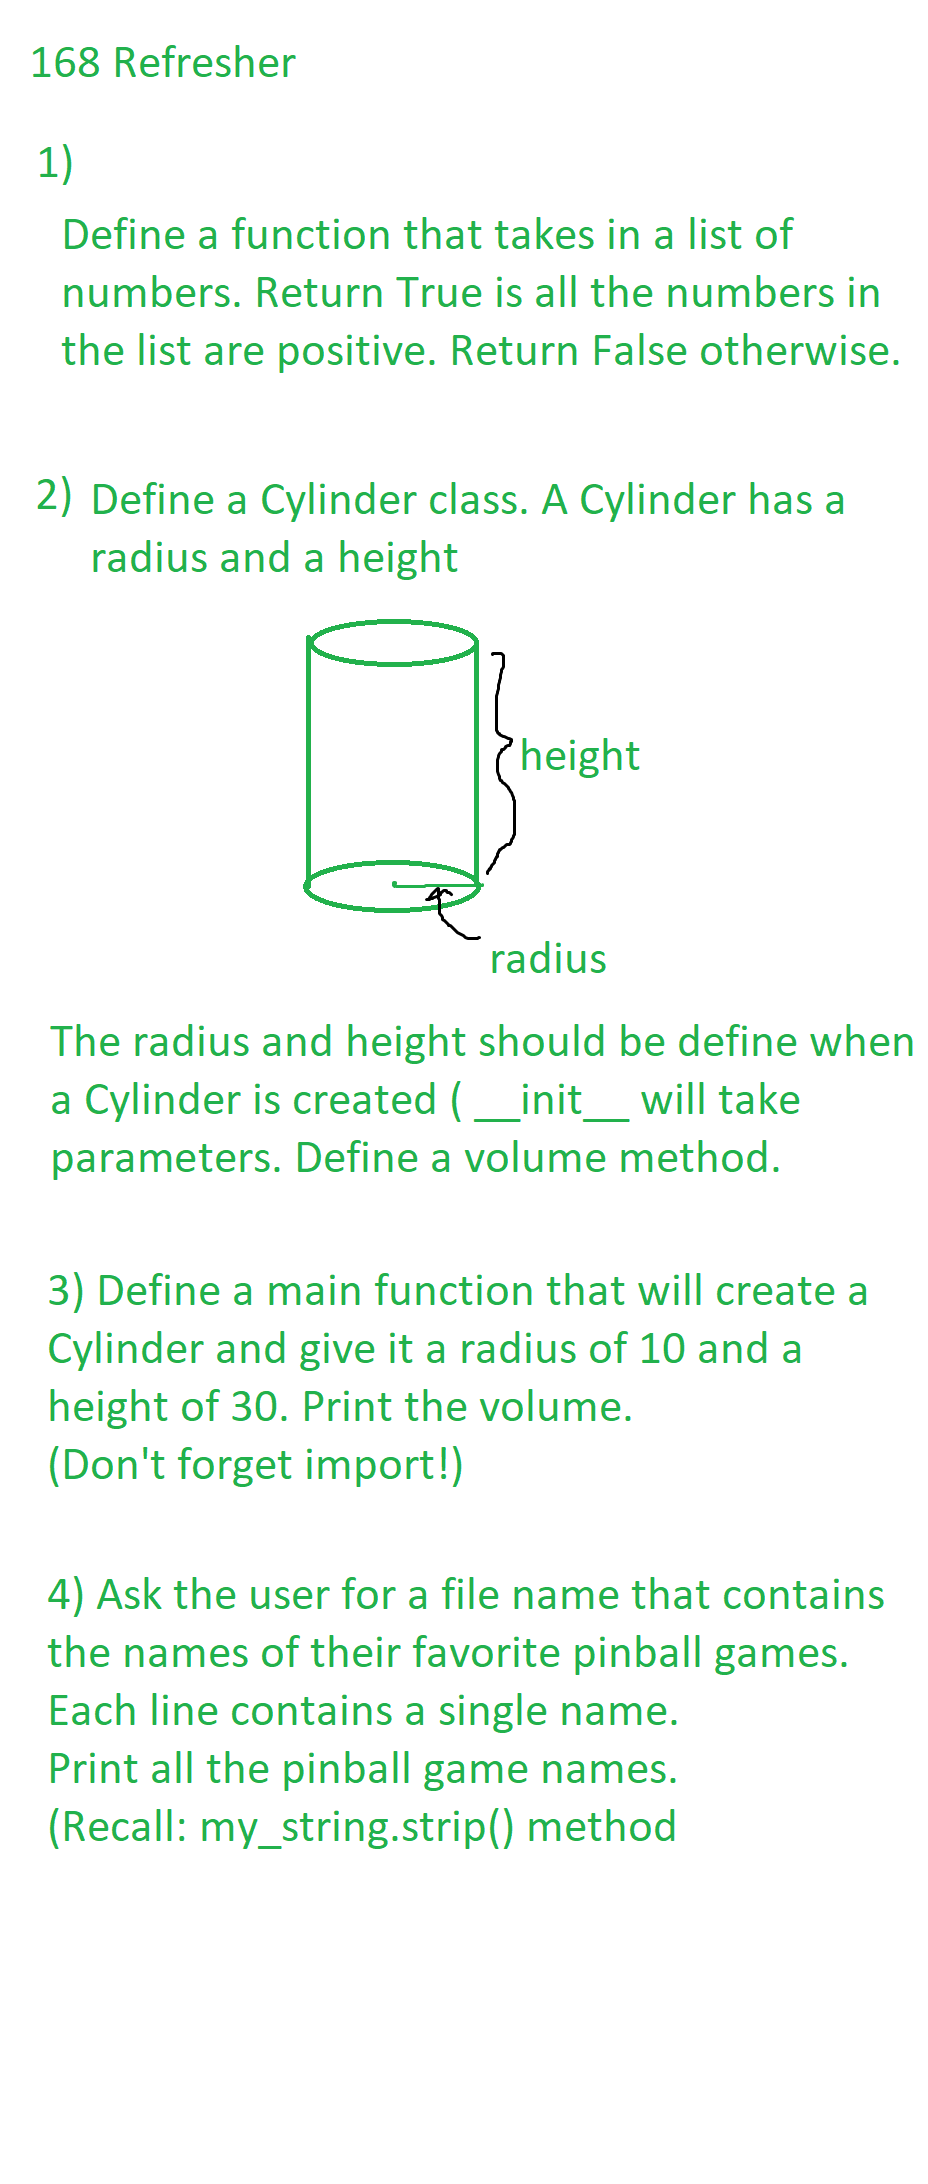 168 Refresher
1)
Define a function that takes in a list of
numbers. Return True is all the numbers in
the list are positive. Return False otherwise.
2) Define a Cylinder class. A Cylinder has a
radius and a height
height
radius
The radius and height should be define when
a Cylinder is created ( __init__ will take
parameters. Define a volume method.
3) Define a main function that will create a
Cylinder and give it a radius of 10 and a
height of 30. Print the volume.
(Don't forget import!)
4) Ask the user for a file name that contains
the names of their favorite pinball games.
Each line contains a single name.
Print all the pinball game names.
(Recall: my_string.strip() method